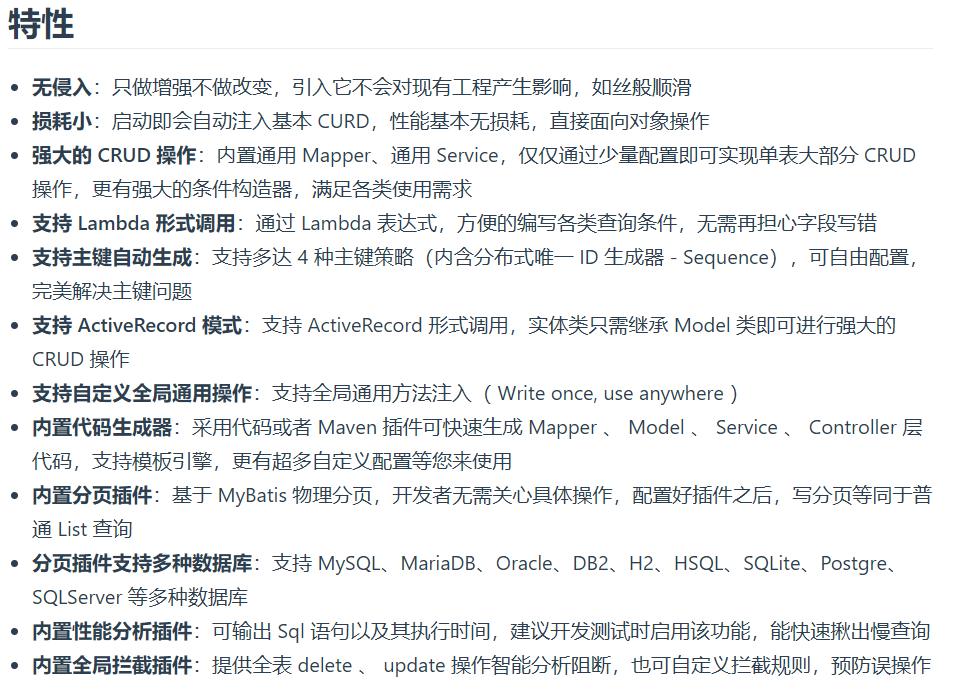 特性
无侵入：只做增强不做改变，引入它不会对现有工程产生影响，如丝般顺滑
损耗小：启动即会自动注入基本 CURD，性能基本无损耗，直接面向对象操作
强大的 CRUD 操作：内置通用 Mapper、通用 Service，仅仅通过少量配置即可实现单表大部分 CRUD
操作，更有强大的条件构造器，满足各类使用需求
支持 Lambda 形式调用：通过 Lambda 表达式，方便的编写各类查询条件，无需再担心字段写错
支持主键自动生成：支持多达 4 种主键策略（内含分布式唯一 ID 生成器 - Sequence），可自由配置，
完美解决主键问题
支持 ActiveRecord 模式：支持 ActiveRecord 形式调用，实体类只需继承 Model 类即可进行强大的
CRUD 操作
支持自定义全局通用操作：支持全局通用方法注入（ Write once, use anywhere ）
内置代码生成器：采用代码或者 Maven 插件可快速生成 Mapper 、 Model 、 Service 、 Controller 层
代码，支持模板引擎，更有超多自定义配置等您来使用
内置分页插件：基于 MyBatis 物理分页，开发者无需关心具体操作，配置好插件之后，写分页等同于普
通 List 查询
分页插件支持多种数据库：支持 MySQL、MariaDB、Oracle、DB2、H2、HSQL、SQLite、Postgre、
SQLServer 等多种数据库
内置性能分析插件：可输出 Sql 语句以及其执行时间，建议开发测试时启用该功能，能快速揪出慢查询
内置全局拦截插件：提供全表 delete 、 update 操作智能分析阻断，也可自定义拦截规则，预防误操作